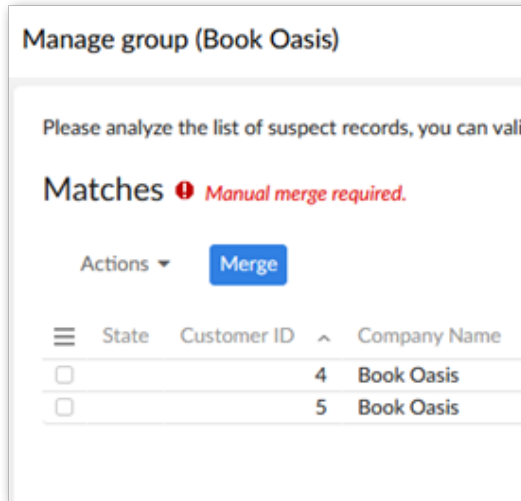 Manage group (Book Oasis)
Please analyze the list of suspect records, you can vali
Matches Manual merge required.
Actions Merge
State Customer ID Company Name
4 Book Oasis
5 Book Oasis